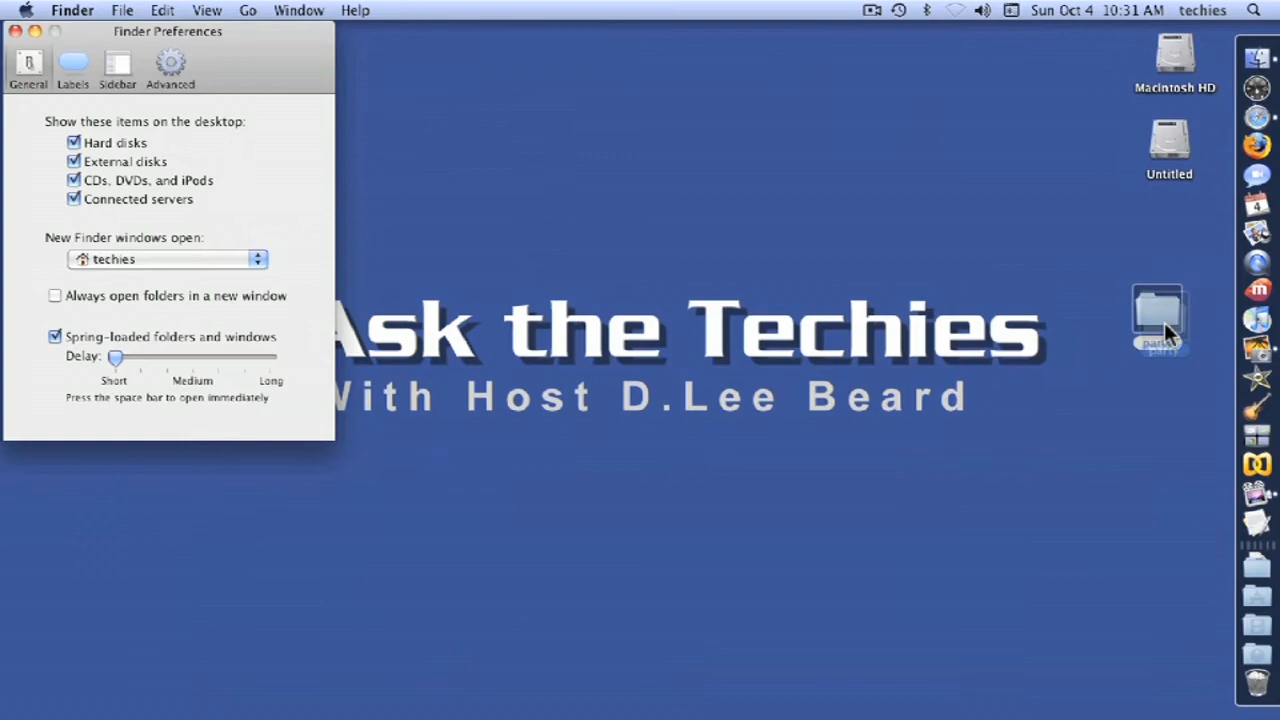 Finder File Edit View Go Window Help Sun Oct 4 10:31 AM techies
Finder Preferences
General Labels Sidebar Advanced
Show these items on the desktop:
Hard disks
External disks
CDs, DVDs, and iPods
Connected servers
New Finder windows open:
techies
Always open folders in a new window
Spring-loaded folders and windows
Delay:
Short Medium Long
Press the space bar to open immediately
Macintosh HD
Untitled
party
Ask the Techies
With Host D.Lee Beard
4